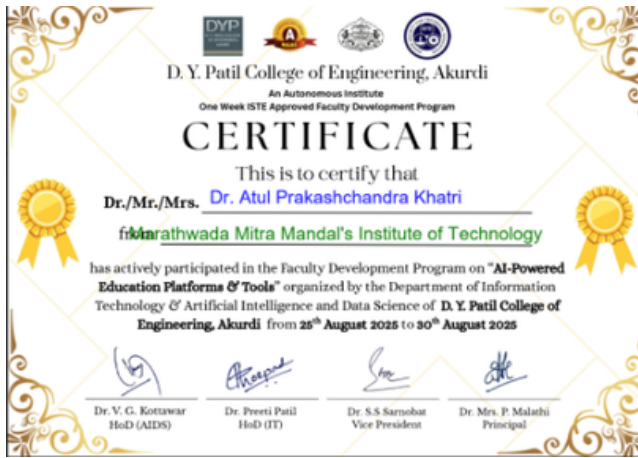 DYP
A
D. Y. Patil College of Engineering, Akurdi
An Autonomous Institute
One Week ISTE Approved Faculty Development Program
CERTIFICATE
This is to certify that
Dr./Mr./Mrs. Dr. Atul Prakashchandra Khatri
from Marathwada Mitra Mandal's Institute of Technology
has actively participated in the Faculty Development Program on "AI-Powered
Education Platforms & Tools" organized by the Department of Information
Technology & Artificial Intelligence and Data Science of D. Y. Patil College of
Engineering, Akurdi from 25th August 2025 to 30th August 2025
Dr. V. G. Kottawar
HoD (AIDS)
Dr. Preeti Patil
HoD (IT)
Dr. S.S Sarnobat
Vice President
Dr. Mrs. P. Malathi
Principal